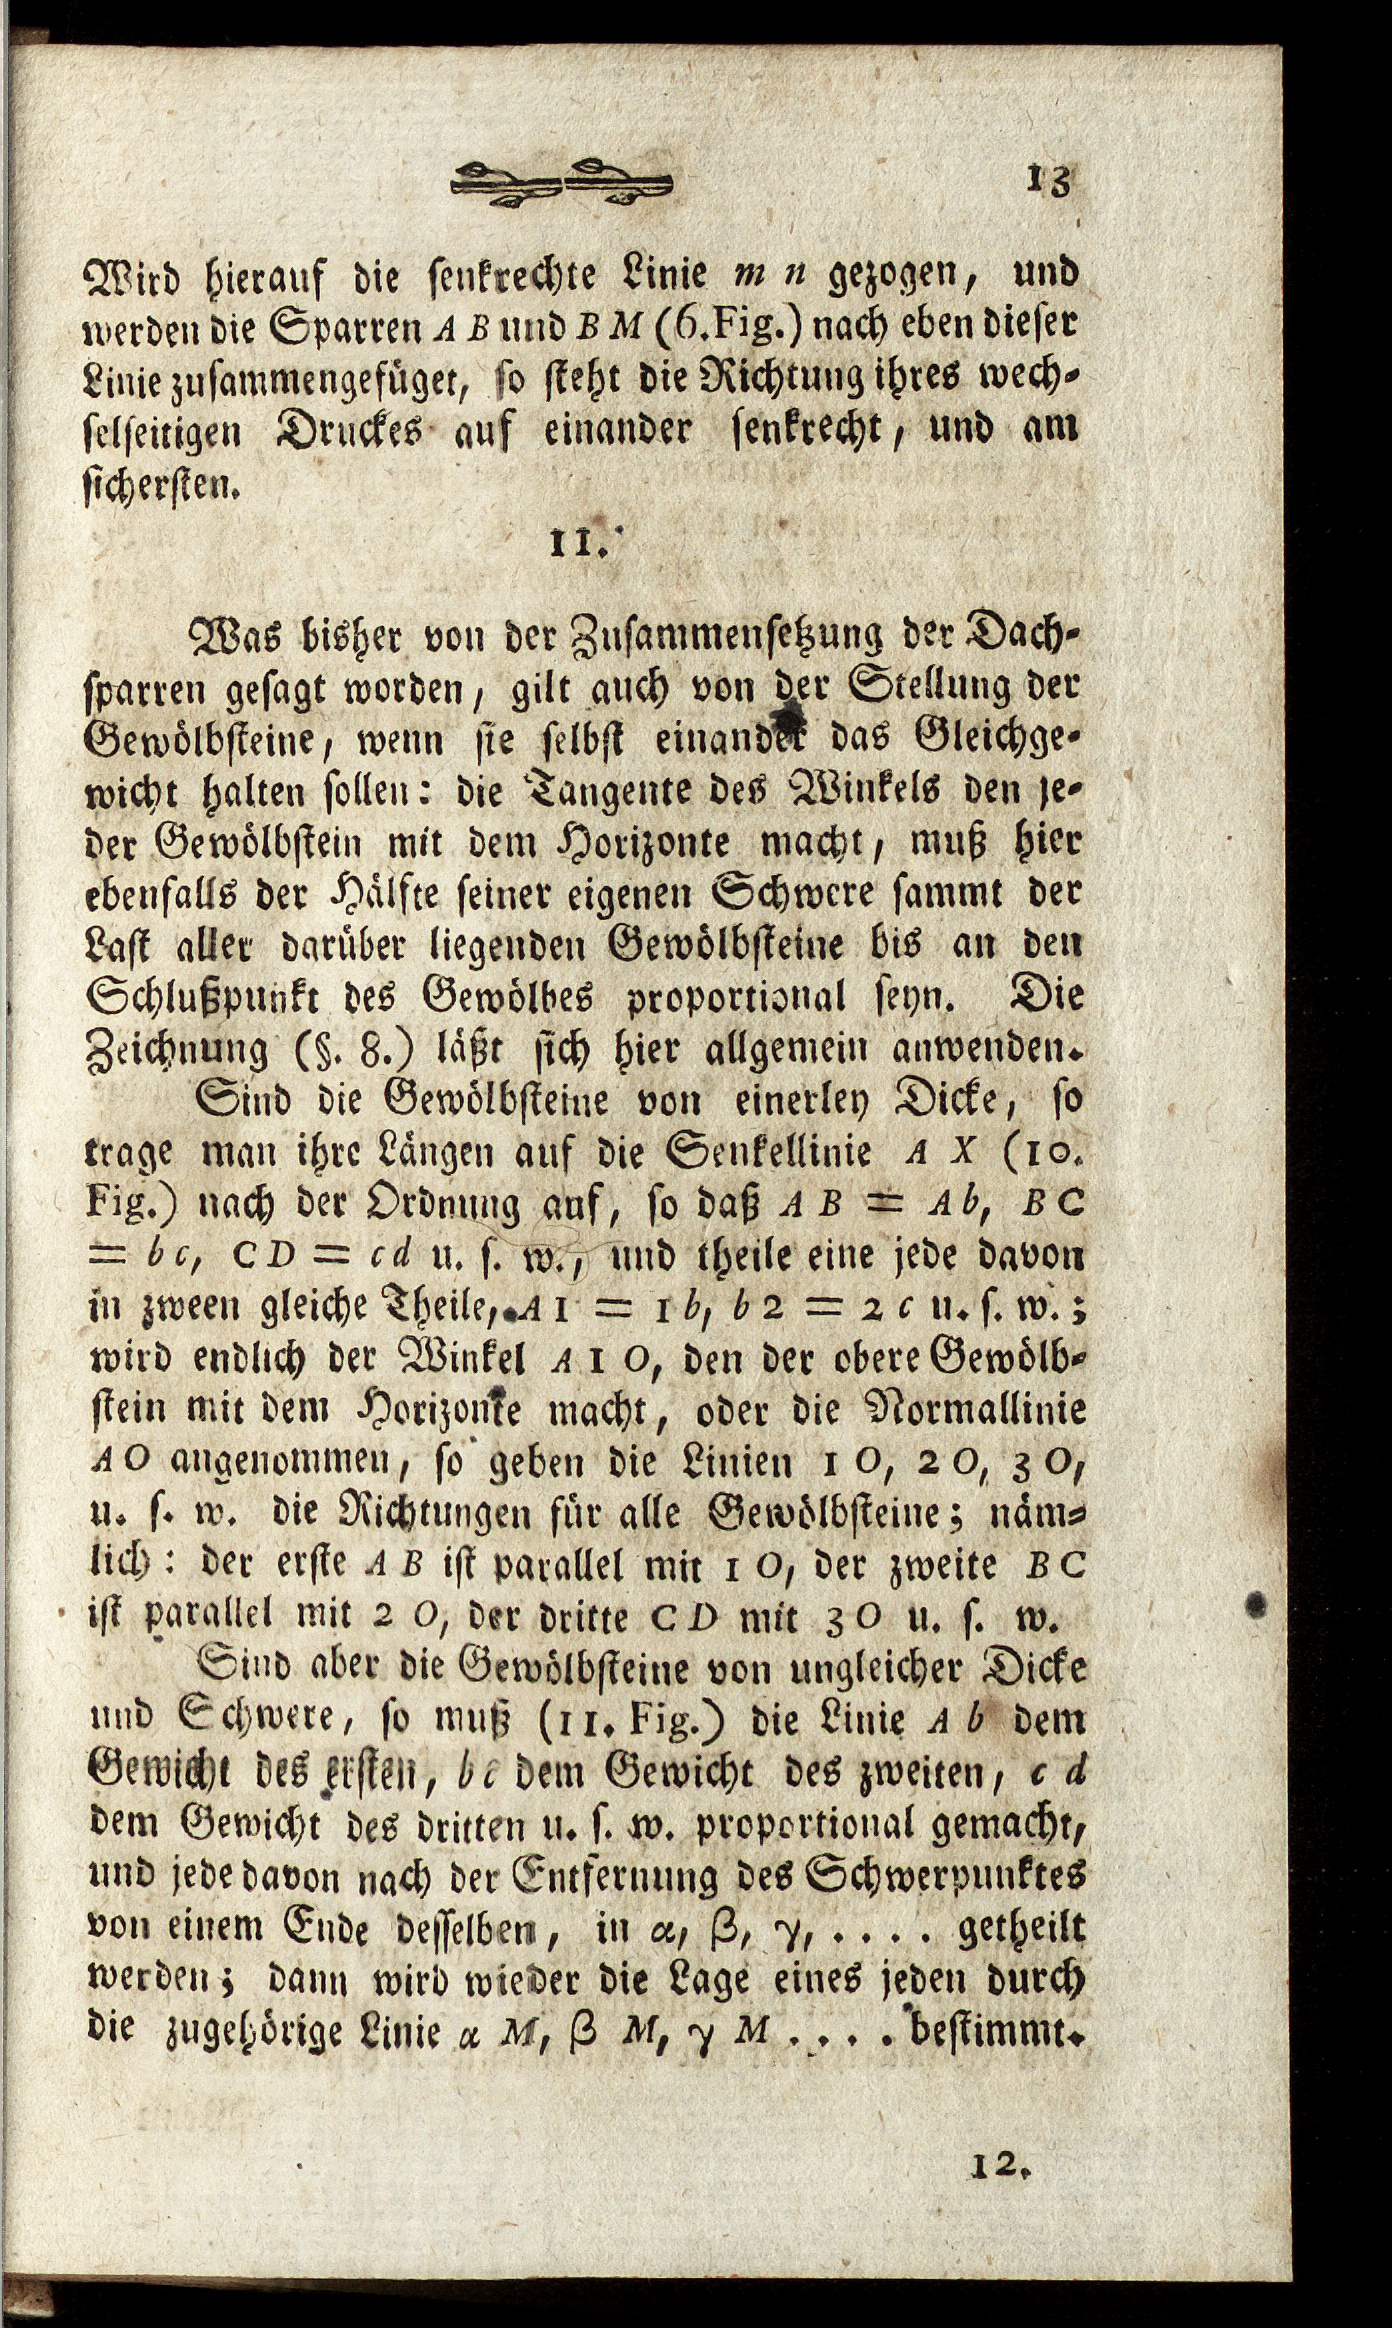 13
Wird hierauf die senkrechte Linie m n gezogen, und
werden die Sparren A B und B M (6. Fig.) nach eben dieser
Linie zusammengefüget, so steht die Richtung ihres wech-
selseitigen Druckes auf einander senkrecht, und am
sichersten.
11.
Was bisher von der Zusammensetzung der Dach-
sparren gesagt worden, gilt auch von der Stellung der
Gewölbsteine, wenn sie selbst einander das Gleichge-
wicht halten sollen: die Tangente des Winkels den je-
der Gewölbstein mit dem Horizonte macht, muß hier
ebenfalls der Hälfte seiner eigenen Schwere sammt der
Last aller darüber liegenden Gewölbsteine bis an den
Schlußpunkt des Gewölbes proportional seyn. Die
Zeichnung (§. 8.) läßt sich hier allgemein anwenden.
Sind die Gewölbsteine von einerley Dicke, so
trage man ihre Längen auf die Senkellinie A X (10.
Fig.) nach der Ordnung auf, so daß A B = A b, B C
= b c, C D = c d u. s. w., und theile eine jede davon
in zween gleiche Theile, A 1 = 1 b, b 2 = 2 c u. s. w.;
wird endlich der Winkel A 1 O, den der obere Gewölb-
stein mit dem Horizonte macht, oder die Normallinie
A O angenommen, so geben die Linien 1 O, 2 O, 3 O,
u. s. w. die Richtungen für alle Gewölbsteine; näm-
lich: der erste A B ist parallel mit 1 O, der zweite B C
ist parallel mit 2 O, der dritte C D mit 3 O u. s. w.
Sind aber die Gewölbsteine von ungleicher Dicke
und Schwere, so muß (11. Fig.) die Linie A b dem
Gewicht des ersten, b c dem Gewicht des zweiten, c d
dem Gewicht des dritten u. s. w. proportional gemacht,
und jede davon nach der Entfernung des Schwerpunktes
von einem Ende desselben, in α, β, γ, . . . . getheilt
werden; dann wird wieder die Lage eines jeden durch
die zugehörige Linie α M, β M, γ M . . . . bestimmt.
12.